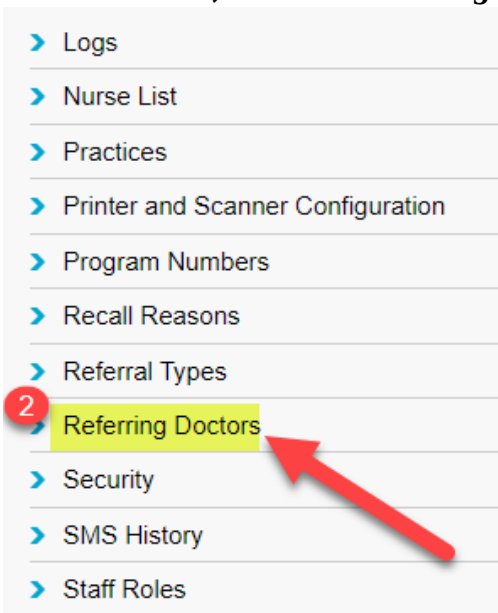 Logs
Nurse List
Practices
Printer and Scanner Configuration
Program Numbers
Recall Reasons
Referral Types
2
Referring Doctors
Security
SMS History
Staff Roles